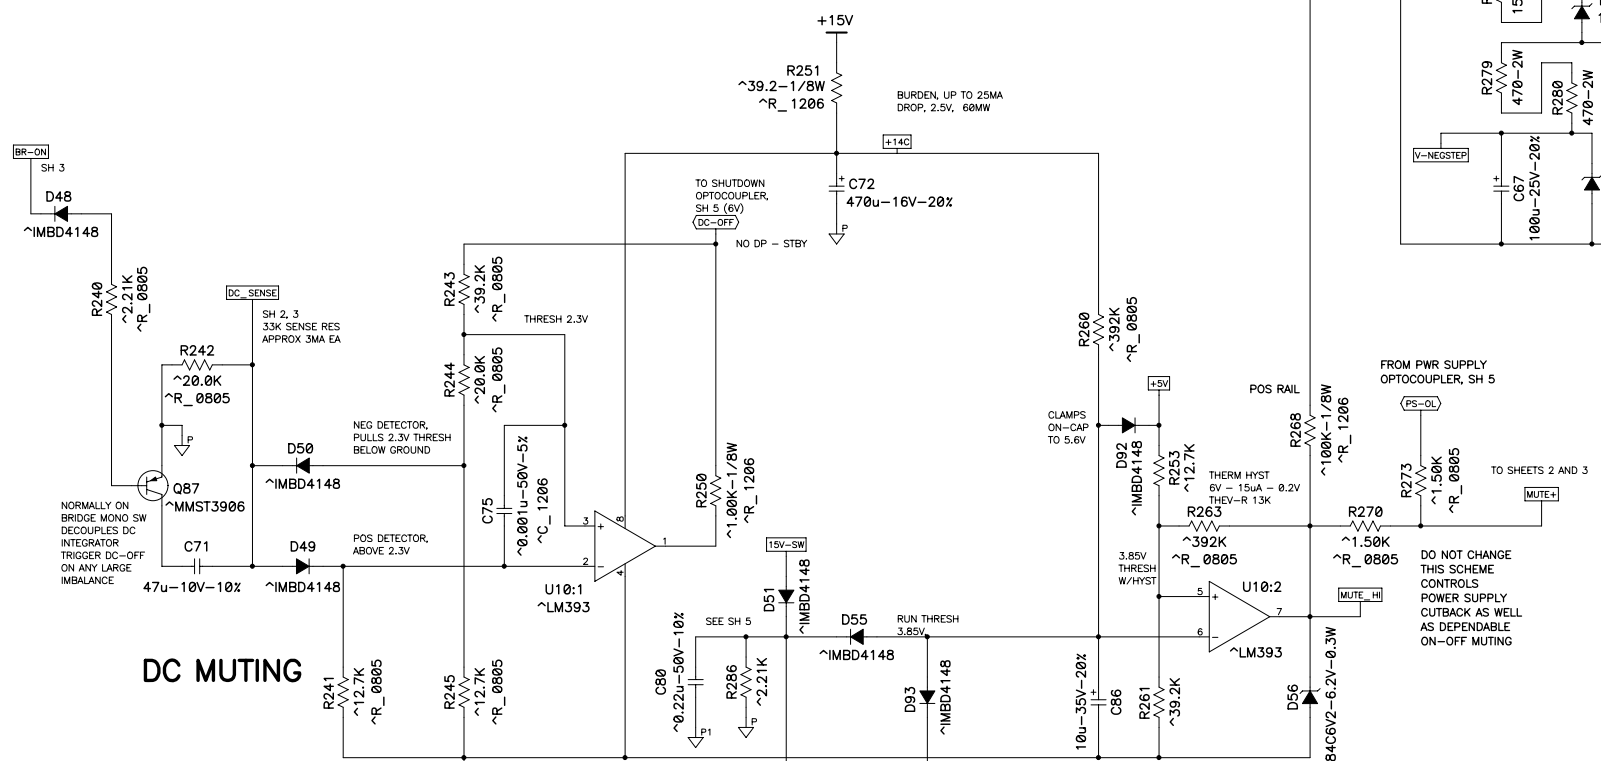 +15V
R251
^39.2-1/8W
^R_1206
BURDEN, UP TO 25MA
DROP, 2.5V, 60MW
+14C
C72
470u-16V-20%
+
P
BR-ON
SH 3
D48
^IMBD4148
R240
^2.21K
^R_0805
DC_SENSE
SH 2, 3
33K SENSE RES
APPROX 3MA EA
R242
^20.0K
^R_0805
P
Q87
^MMST3906
NORMALLY ON
BRIDGE MONO SW
DECOUPLES DC
INTEGRATOR
TRIGGER DC-OFF
ON ANY LARGE
IMBALANCE
C71
47u-10V-10%
D50
^IMBD4148
D49
^IMBD4148
NEG DETECTOR,
PULLS 2.3V THRESH
BELOW GROUND
POS DETECTOR,
ABOVE 2.3V
DC MUTING
R241
^12.7K
^R_0805
R243
^39.2K
^R_0805
R244
^20.0K
^R_0805
R245
^12.7K
^R_0805
THRESH 2.3V
C75
^0.001u-50V-5%
^C_1206
TO SHUTDOWN
OPTOCOUPLER,
SH 5 (6V)
DC-OFF
NO DP - STBY
R250
^1.00K-1/8W
^R_1206
3
2
8
4
1
+
-
U10:1
^LM393
15V-SW
D51
^IMBD4148
SEE SH 5
C80
^0.22u-50V-10%
P1
R286
^2.21K
P
D55
^IMBD4148
RUN THRESH
3.85V
D93
^IMBD4148
R260
^392K
^R_0805
CLAMPS
ON-CAP
TO 5.6V
D92
^IMBD4148
+5V
R253
^12.7K
10u-35V-20%
+
C86
R261
^39.2K
THERM HYST
6V - 15uA - 0.2V
THEV-R 13K
R263
^392K
^R_0805
3.85V
THRESH
W/HYST
5
6
7
+
-
U10:2
^LM393
POS RAIL
R268
^100K-1/8W
^R_1206
D56
84C6V2-6.2V-0.3W
MUTE_HI
R270
^1.50K
^R_0805
FROM PWR SUPPLY
OPTOCOUPLER, SH 5
PS-OL
R273
^1.50K
^R_0805
TO SHEETS 2 AND 3
MUTE+
DO NOT CHANGE
THIS SCHEME
CONTROLS
POWER SUPPLY
CUTBACK AS WELL
AS DEPENDABLE
ON-OFF MUTING
R279
470-2W
R280
470-2W
V-NEGSTEP
+
C67
100u-25V-20%